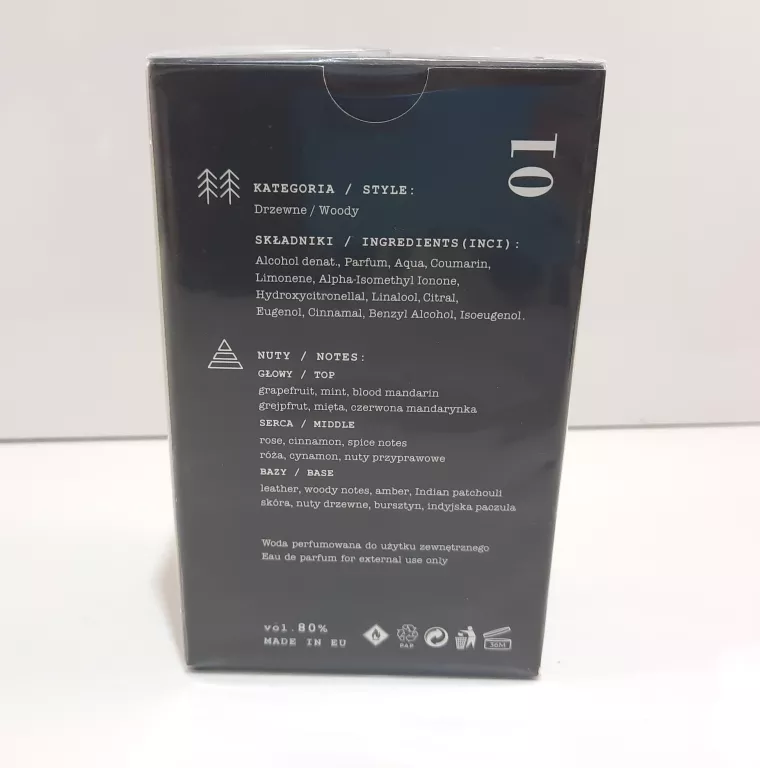 01
KATEGORIA / STYLE:
Drzewne / Woody
SKŁADNIKI / INGREDIENTS(INCI):
Alcohol denat., Parfum, Aqua, Coumarin,
Limonene, Alpha-Isomethyl Ionone,
Hydroxycitronellal, Linalool, Citral,
Eugenol, Cinnamal, Benzyl Alcohol, Isoeugenol.
NUTY / NOTES:
GŁOWY / TOP
grapefruit, mint, blood mandarin
grejpfrut, mięta, czerwona mandarynka
SERCA / MIDDLE
rose, cinnamon, spice notes
róża, cynamon, nuty przyprawowe
BAZY / BASE
leather, woody notes, amber, Indian patchouli
skóra, nuty drzewne, bursztyn, indyjska paczula
Woda perfumowana do użytku zewnętrznego
Eau de parfum for external use only
vol.80%
MADE IN EU
PAP
36M